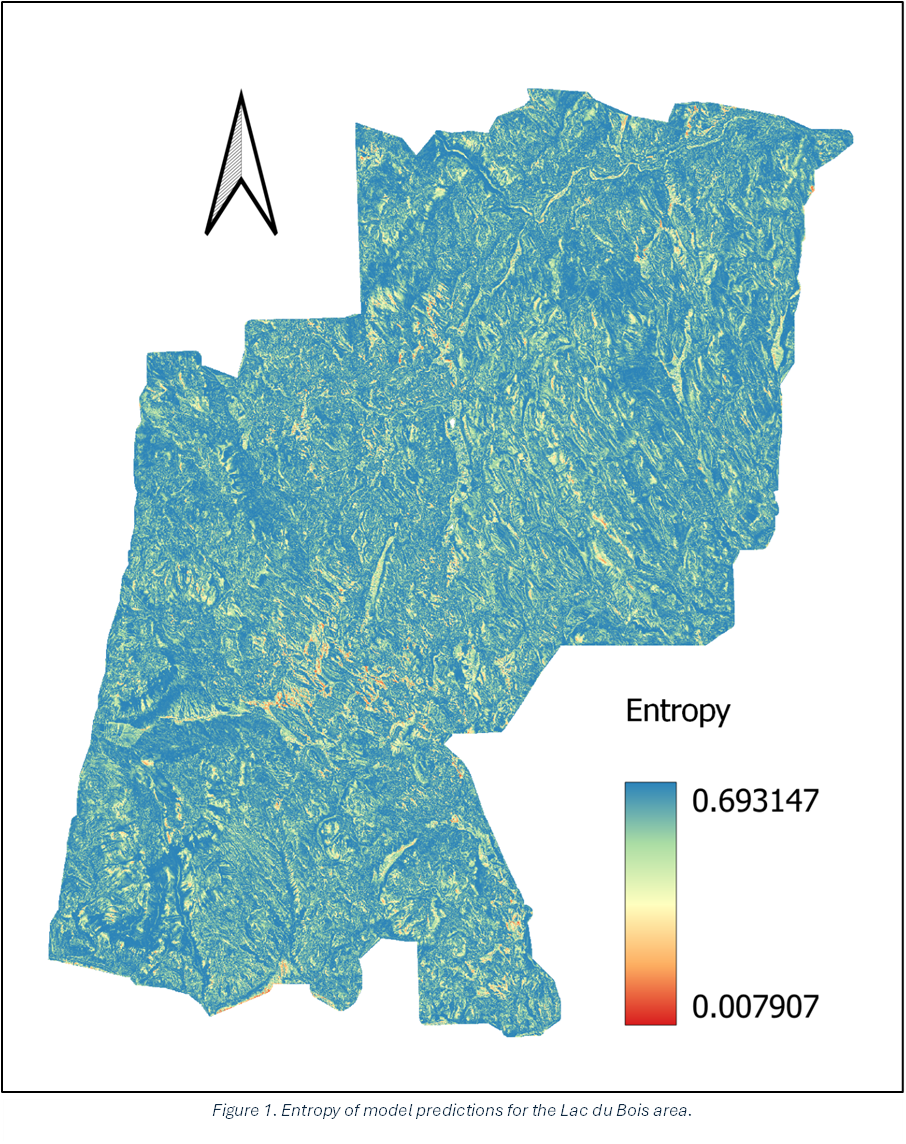 Entropy
0.693147
0.007907
Figure 1. Entropy of model predictions for the Lac du Bois area.